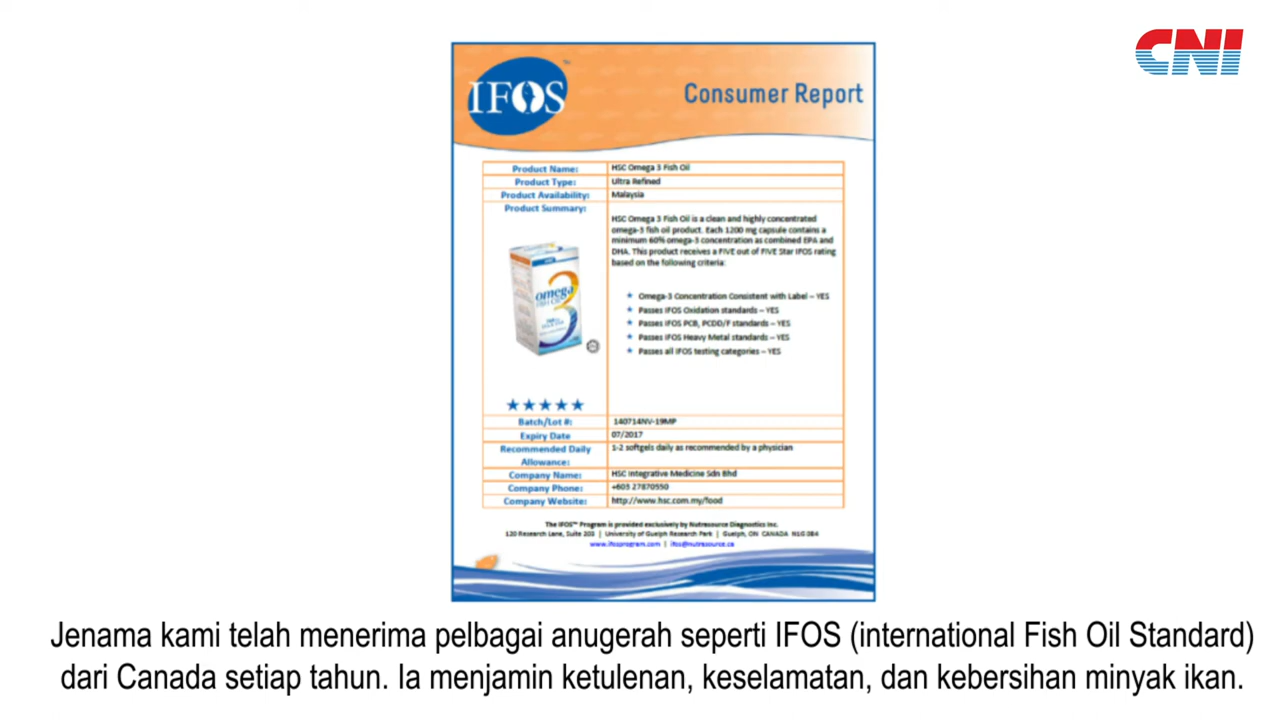 CNI
IFOS™
Consumer Report
Product Name: HSC Omega 3 Fish Oil
Product Type: Ultra Refined
Product Availability: Malaysia
Product Summary:
HSC Omega 3 Fish Oil is a clean and highly concentrated
omega-3 fish oil product. Each 1200 mg capsule contains a
minimum 60% omega-3 concentration as combined EPA and
DHA. This product receives a FIVE out of FIVE Star IFOS rating
based on the following criteria:
omega
FISH OIL
3
★ Omega-3 Concentration Consistent with Label – YES
★ Passes IFOS Oxidation standards – YES
★ Passes IFOS PCB, PCDD/F standards – YES
★ Passes IFOS Heavy Metal standards – YES
★ Passes all IFOS testing categories – YES
★★★★★
Batch/Lot #: 140714NV-19MP
Expiry Date 07/2017
Recommended Daily 1-2 softgels daily as recommended by a physician
Allowance:
Company Name: HSC Integrative Medicine Sdn Bhd
Company Phone: +603 27870550
Company Website: http://www.hsc.com.my/food
The IFOS™ Program is provided exclusively by Nutrasource Diagnostics Inc.
120 Research Lane, Suite 203 | University of Guelph Research Park | Guelph, ON CANADA N1G 0B4
www.ifosprogram.com | ifos@nutrasource.ca
Jenama kami telah menerima pelbagai anugerah seperti IFOS (international Fish Oil Standard)
dari Canada setiap tahun. Ia menjamin ketulenan, keselamatan, dan kebersihan minyak ikan.